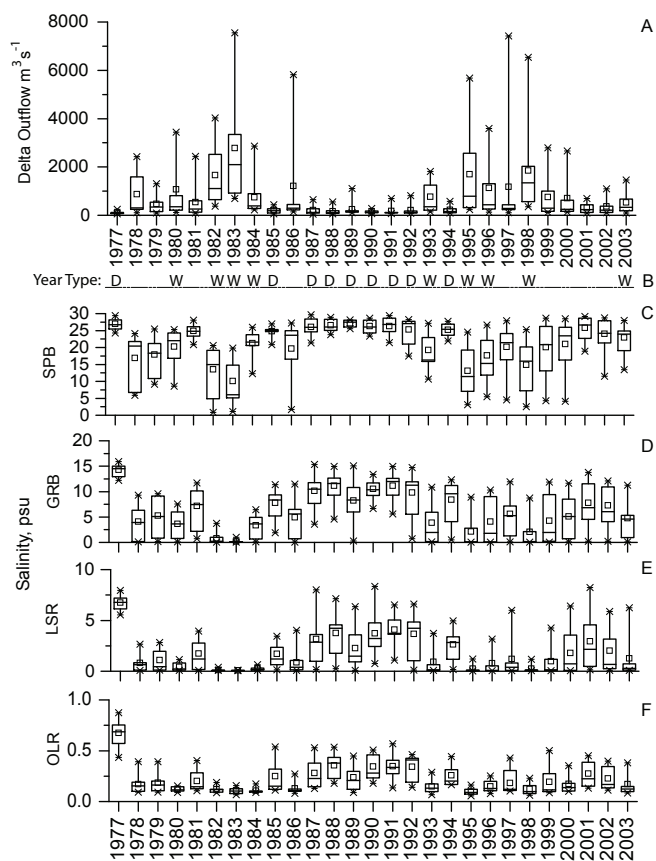 A
8000
6000
4000
2000
0
Delta Outflow m³ s⁻¹
1977 1978 1979 1980 1981 1982 1983 1984 1985 1986 1987 1988 1989 1990 1991 1992 1993 1994 1995 1996 1997 1998 1999 2000 2001 2002 2003
Year Type: D W W W W D D D D D D D W D W W W W B
C
30
25
20
15
10
5
0
SPB
D
20
15
10
5
0
GRB
Salinity, psu
E
10
5
0
LSR
F
1.0
0.5
0.0
OLR
1977 1978 1979 1980 1981 1982 1983 1984 1985 1986 1987 1988 1989 1990 1991 1992 1993 1994 1995 1996 1997 1998 1999 2000 2001 2002 2003